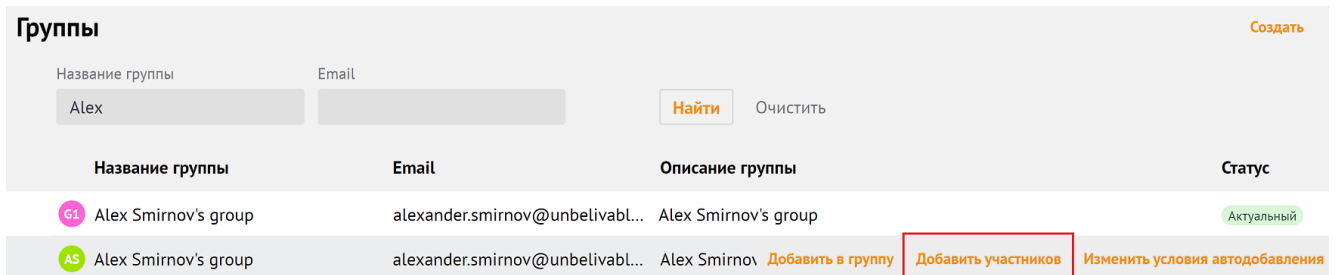 Группы Создать
Название группы Email
Alex Найти Очистить
Название группы Email Описание группы Статус
G1 Alex Smirnov's group alexander.smirnov@unbelivabl... Alex Smirnov's group Актуальный
AS Alex Smirnov's group alexander.smirnov@unbelivabl... Alex Smirnov Добавить в группу Добавить участников Изменить условия автодобавления